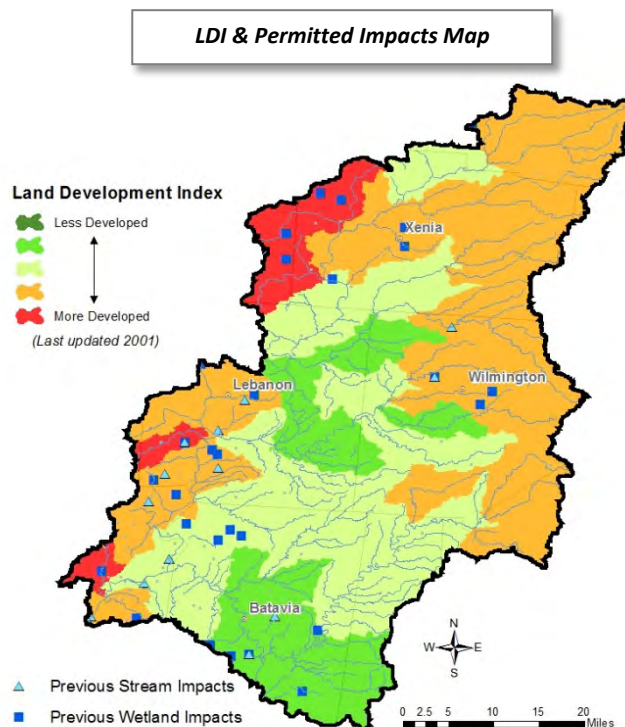 LDI & Permitted Impacts Map
Land Development Index
Less Developed
More Developed
(Last updated 2001)
Xenia
Lebanon
Wilmington
Batavia
N
W E
S
Previous Stream Impacts
Previous Wetland Impacts
0 2.5 5 10 15 20
Miles